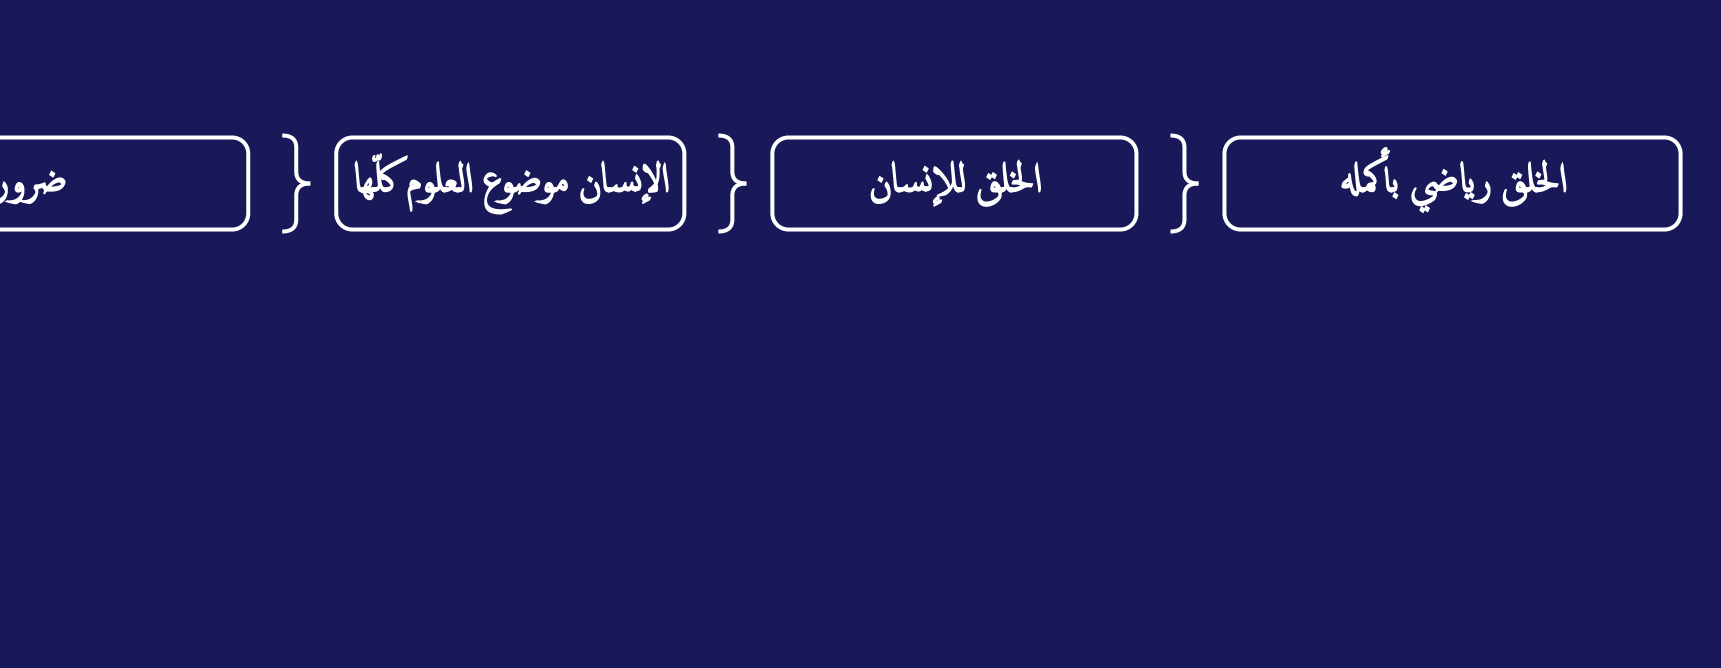 الخلق رياضي بأكمله
الخلق للإنسان
الإنسان موضوع العلوم كلّها